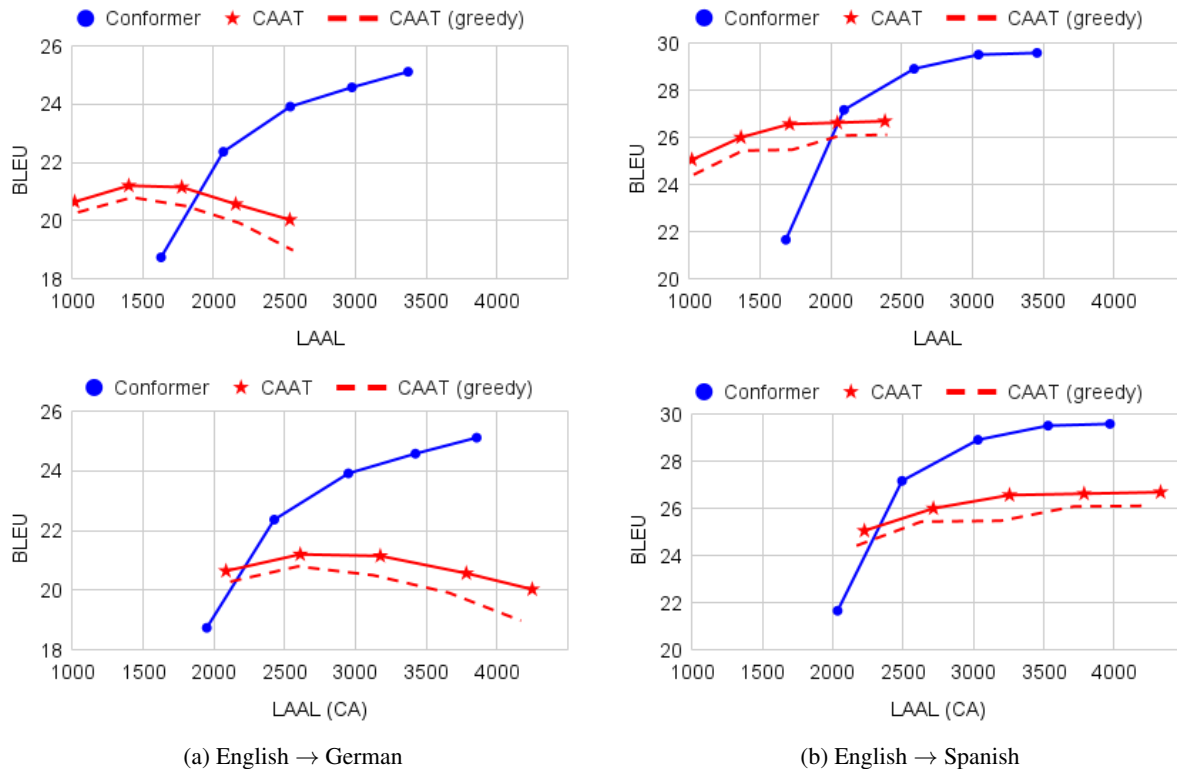 Conformer CAAT CAAT (greedy)
26
24
22
20
18
BLEU
1000 1500 2000 2500 3000 3500 4000
LAAL
Conformer CAAT CAAT (greedy)
30
28
26
24
22
20
BLEU
1000 1500 2000 2500 3000 3500 4000
LAAL
Conformer CAAT CAAT (greedy)
26
24
22
20
18
BLEU
1000 1500 2000 2500 3000 3500 4000
LAAL (CA)
(a) English → German
Conformer CAAT CAAT (greedy)
30
28
26
24
22
20
BLEU
1000 1500 2000 2500 3000 3500 4000
LAAL (CA)
(b) English → Spanish